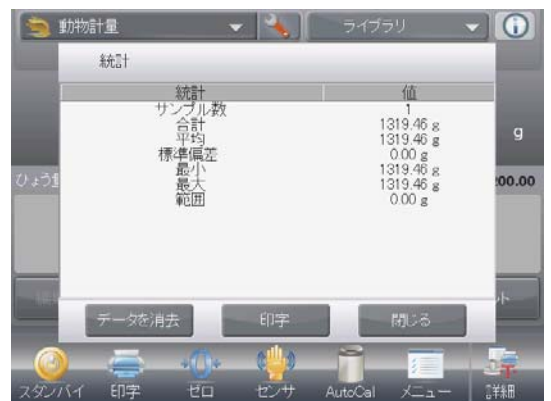 動物計量
ライブラリ
統計
統計 値
サンプル数 1
合計 1319.46 g
平均 1319.46 g
標準偏差 0.00 g
最小 1319.46 g
最大 1319.46 g
範囲 0.00 g
g
ひょう量
00.00
ト
データを消去
印字
閉じる
スタンバイ
印字
ゼロ
センサ
AutoCal
メニュー
詳細